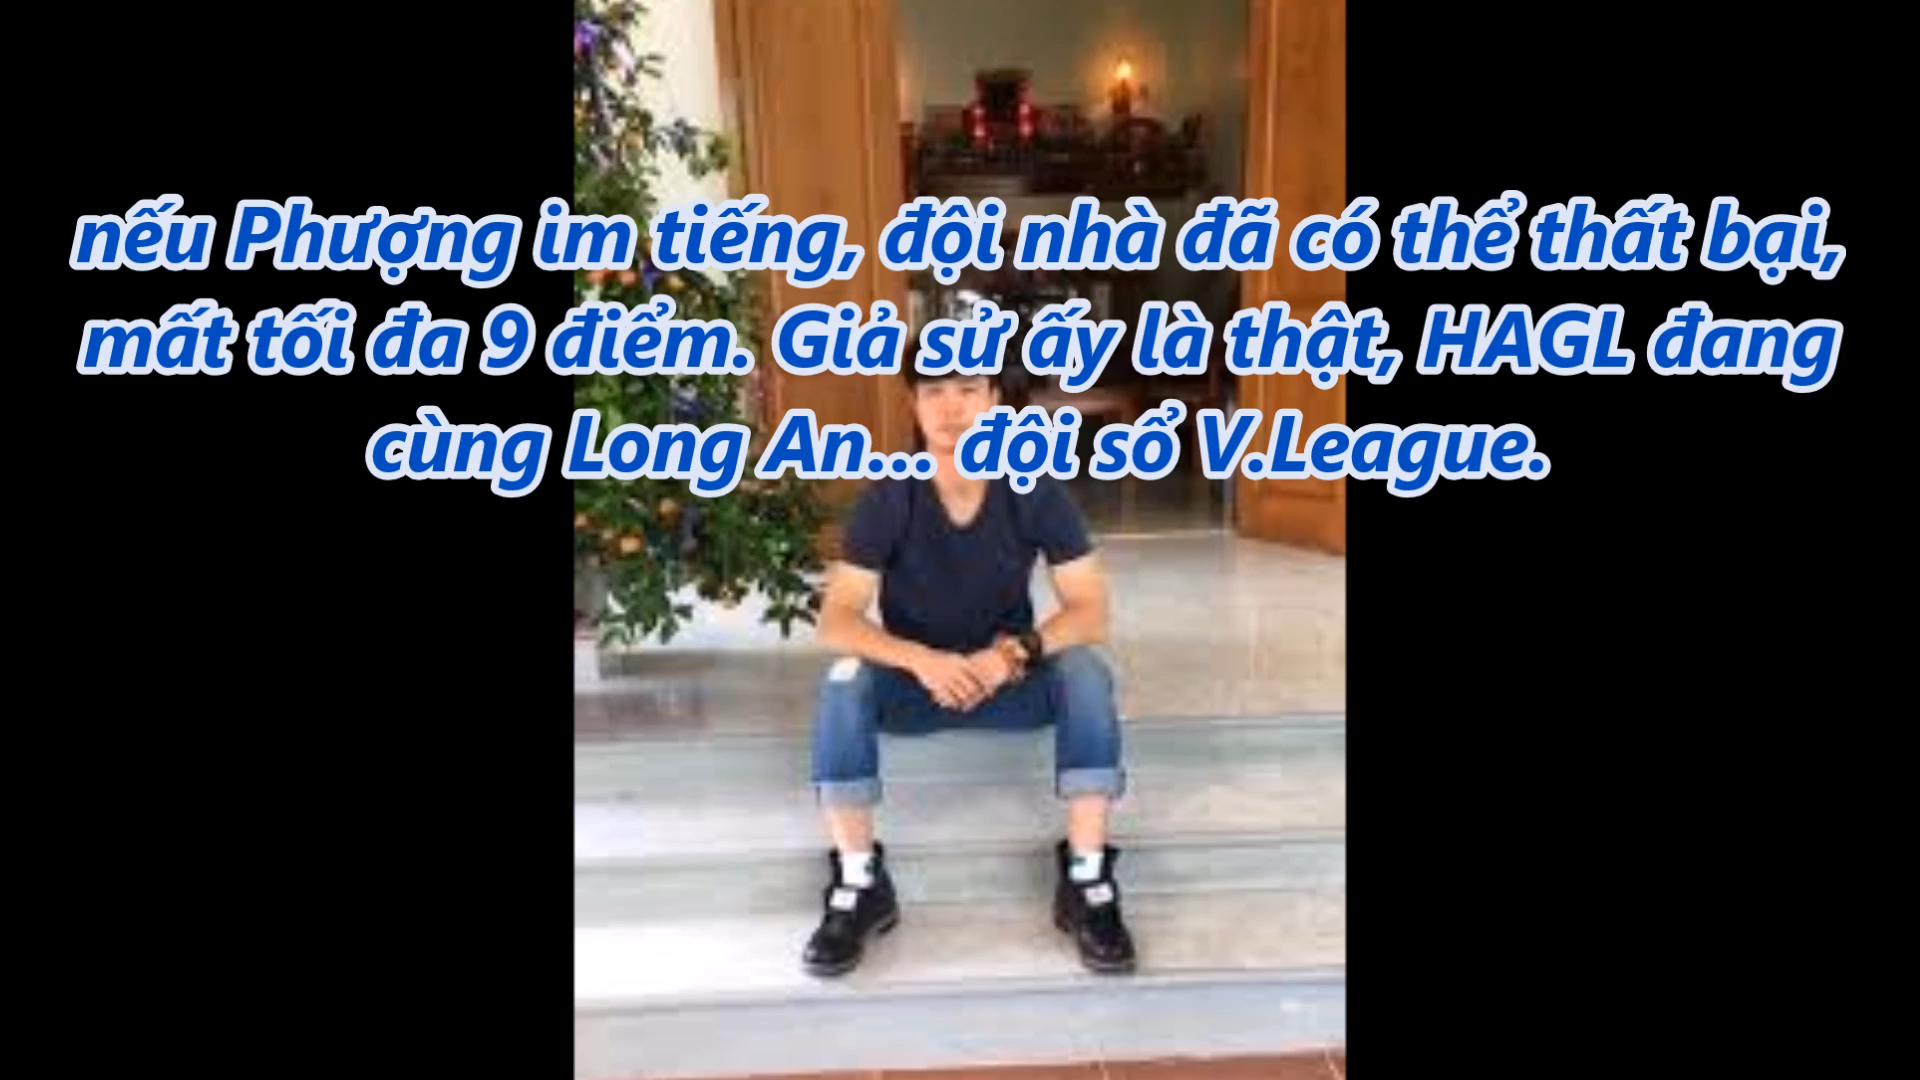 nếu Phượng im tiếng, đội nhà đã có thể thất bại,
mất tối đa 9 điểm. Giả sử ấy là thật, HAGL đang
cùng Long An... đội sổ V.League.